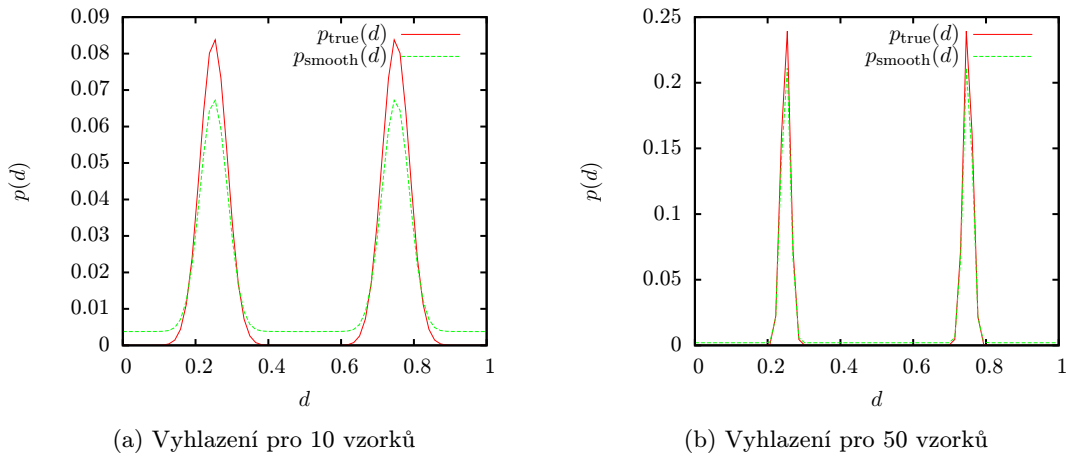 0.09
0.08
0.07
0.06
0.05
0.04
0.03
0.02
0.01
0
p(d)
0 0.2 0.4 0.6 0.8 1
d
p_true(d)
p_smooth(d)
(a) Vyhlazení pro 10 vzorků
0.25
0.2
0.15
0.1
0.05
0
p(d)
0 0.2 0.4 0.6 0.8 1
d
p_true(d)
p_smooth(d)
(b) Vyhlazení pro 50 vzorků